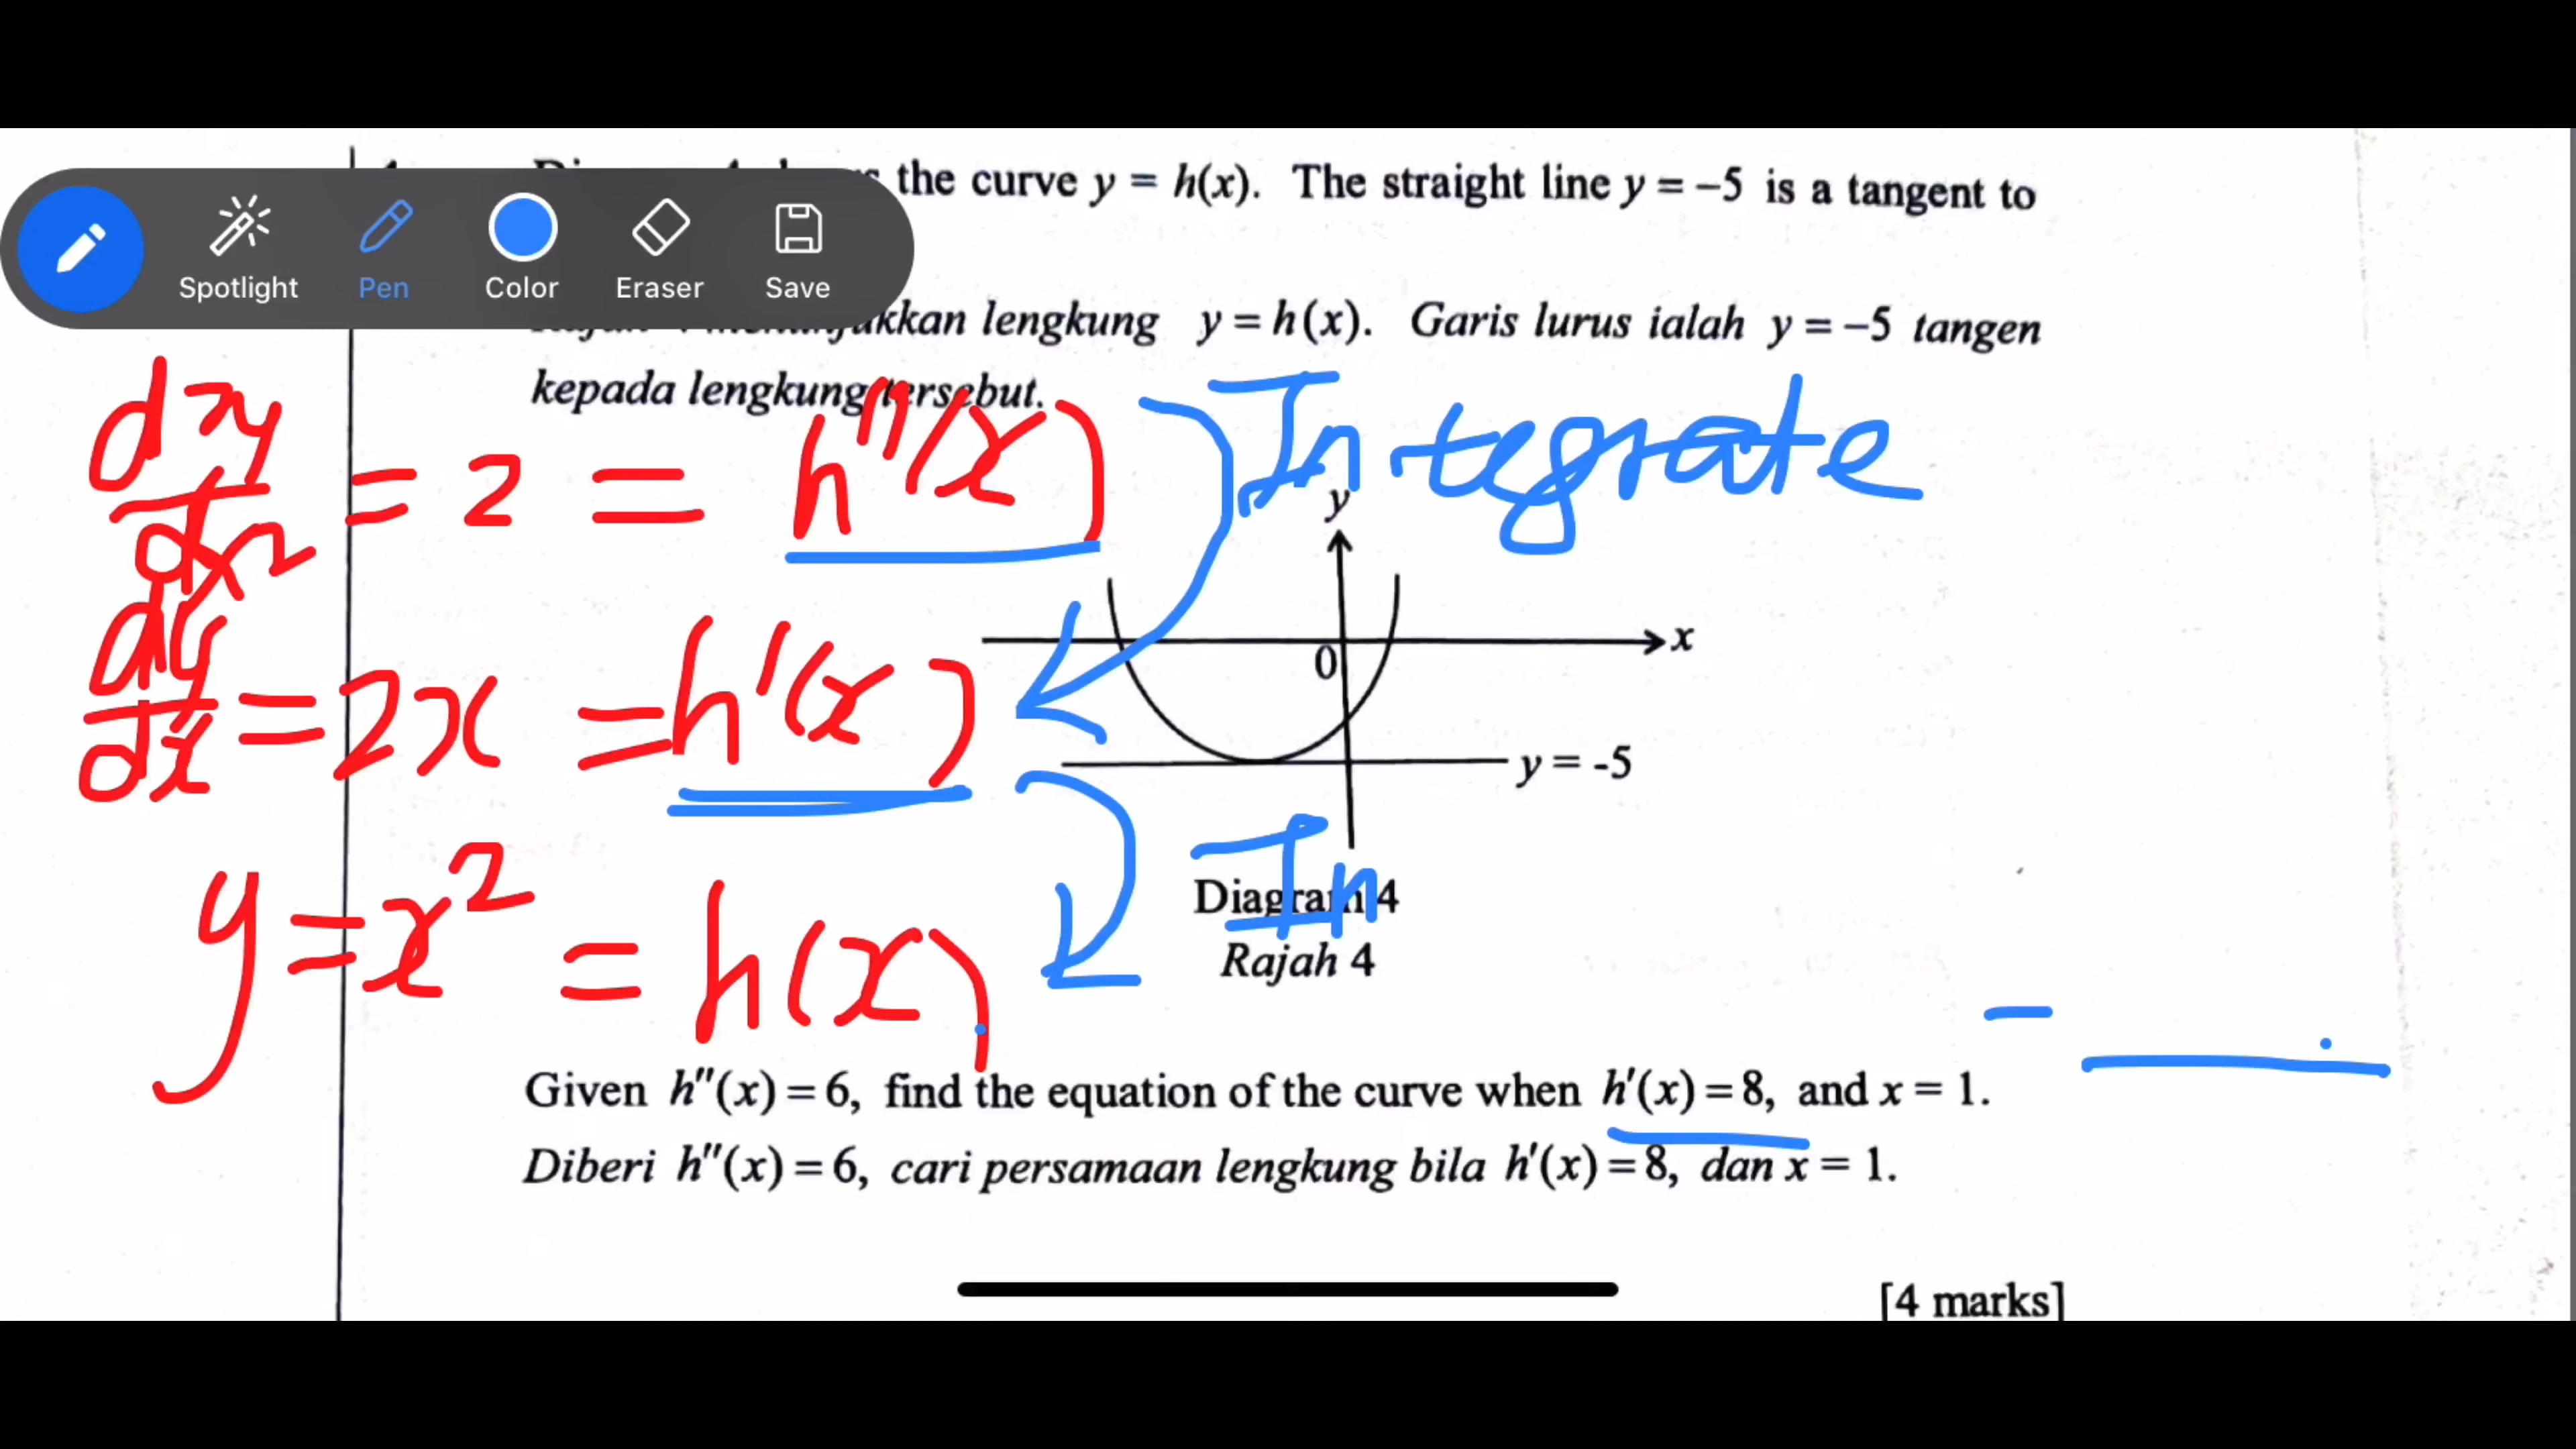 the curve y = h(x). The straight line y = −5 is a tangent to
Spotlight Pen Color Eraser Save
lengkung y = h(x). Garis lurus ialah y = −5 tangen
kepada lengkung tersebut.
= 2 = h''(x) Integrate
y
x
0
dy/dx = 2x = h'(x)
y = -5
In
y = x² = h(x)
Diagram 4
Rajah 4
Given h''(x) = 6, find the equation of the curve when h'(x) = 8, and x = 1.
Diberi h''(x) = 6, cari persamaan lengkung bila h'(x) = 8, dan x = 1.
[4 marks]